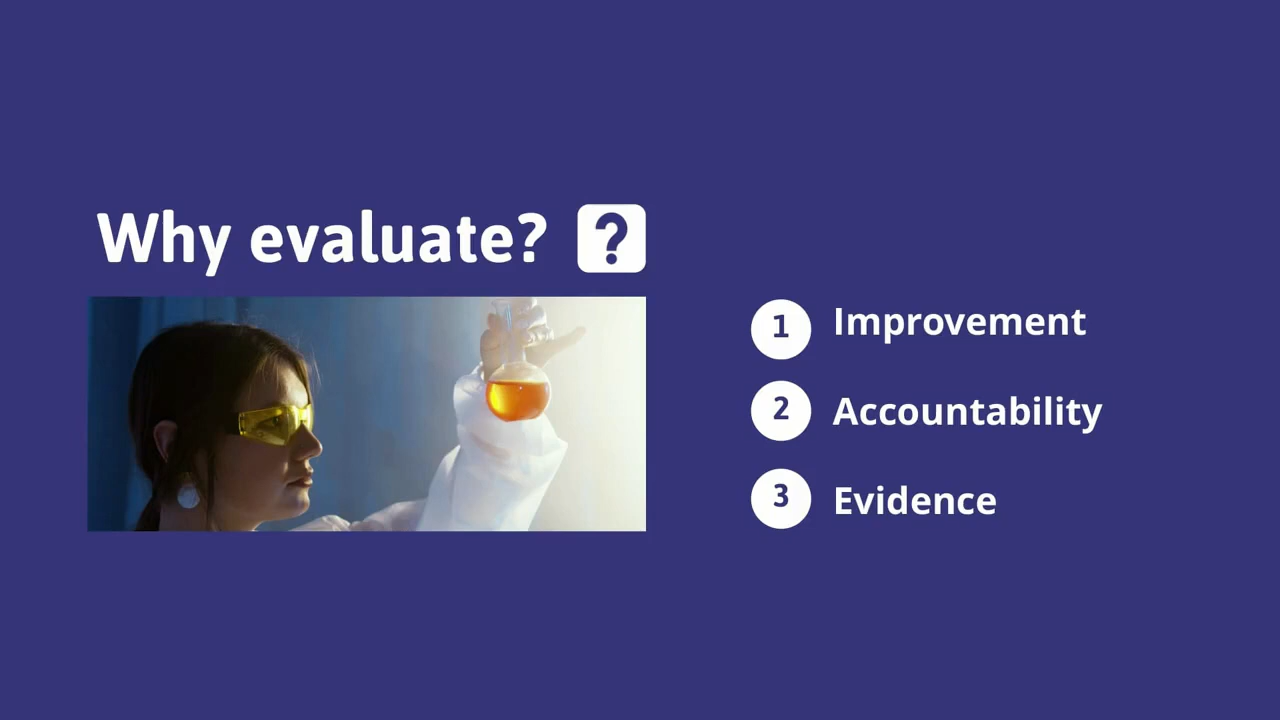 Why evaluate? ?
1 Improvement
2 Accountability
3 Evidence